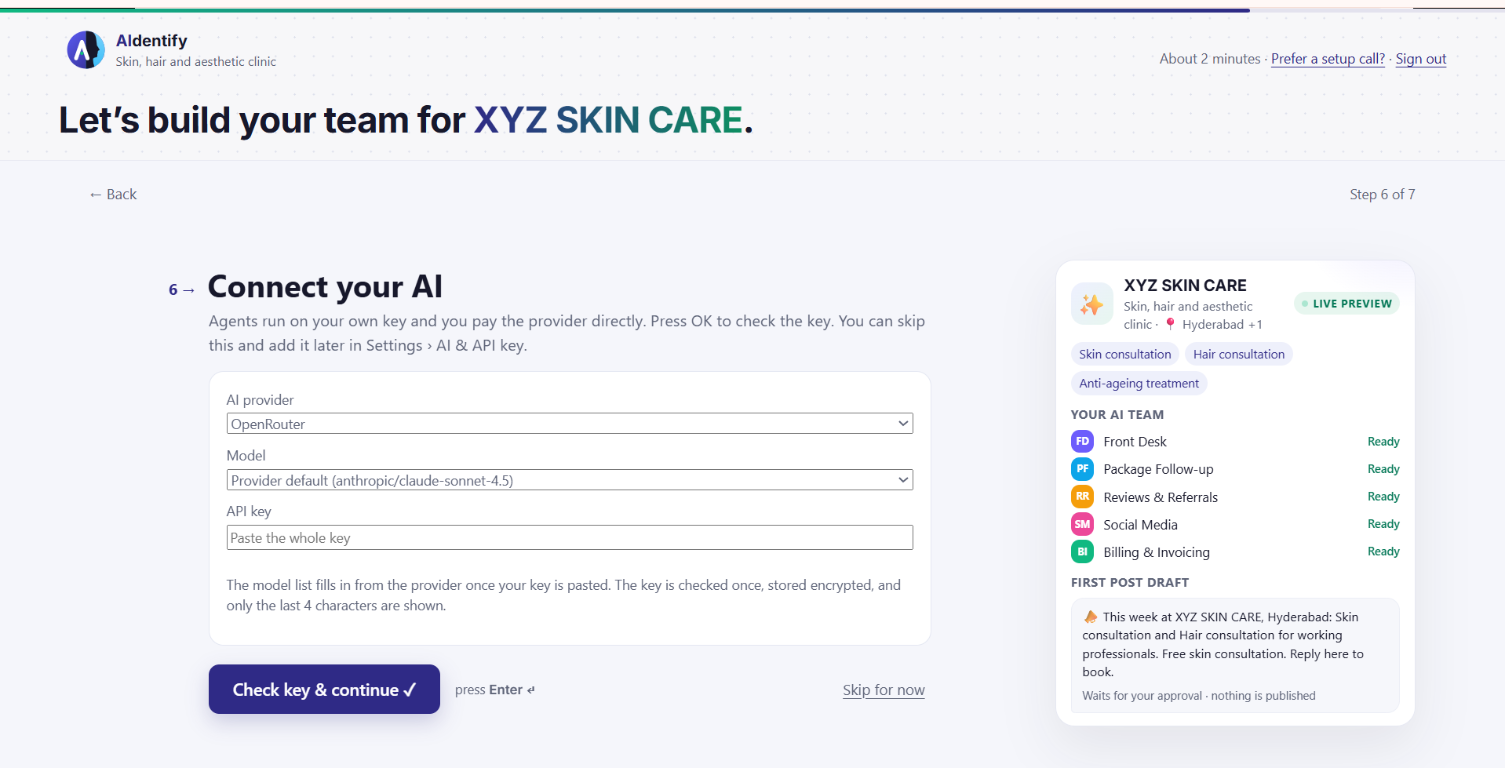 AIdentify
Skin, hair and aesthetic clinic
About 2 minutes · Prefer a setup call? · Sign out
Let’s build your team for XYZ SKIN CARE.
← Back
Step 6 of 7
6 → Connect your AI
Agents run on your own key and you pay the provider directly. Press OK to check the key. You can skip
this and add it later in Settings › AI & API key.
AI provider
OpenRouter
Model
Provider default (anthropic/claude-sonnet-4.5)
API key
Paste the whole key
The model list fills in from the provider once your key is pasted. The key is checked once, stored encrypted, and
only the last 4 characters are shown.
Check key & continue ✓
press Enter ↵
Skip for now
XYZ SKIN CARE
Skin, hair and aesthetic
clinic · 📍 Hyderabad +1
LIVE PREVIEW
Skin consultation
Hair consultation
Anti-ageing treatment
YOUR AI TEAM
FD Front Desk Ready
PF Package Follow-up Ready
RR Reviews & Referrals Ready
SM Social Media Ready
BI Billing & Invoicing Ready
FIRST POST DRAFT
📣 This week at XYZ SKIN CARE, Hyderabad: Skin
consultation and Hair consultation for working
professionals. Free skin consultation. Reply here to
book.
Waits for your approval · nothing is published